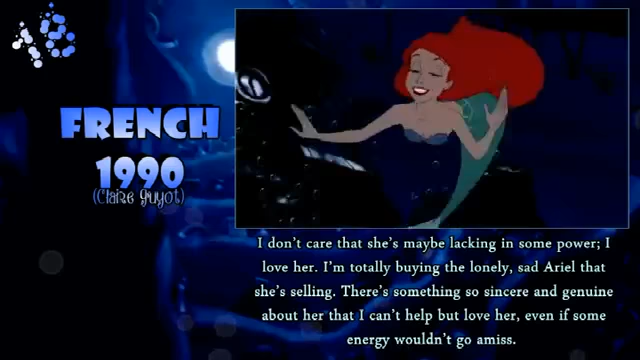 18
FRENCH
1990
(Claire Guyot)
I don't care that she's maybe lacking in some power; I
love her. I'm totally buying the lonely, sad Ariel that
she's selling. There's something so sincere and genuine
about her that I can't help but love her, even if some
energy wouldn't go amiss.